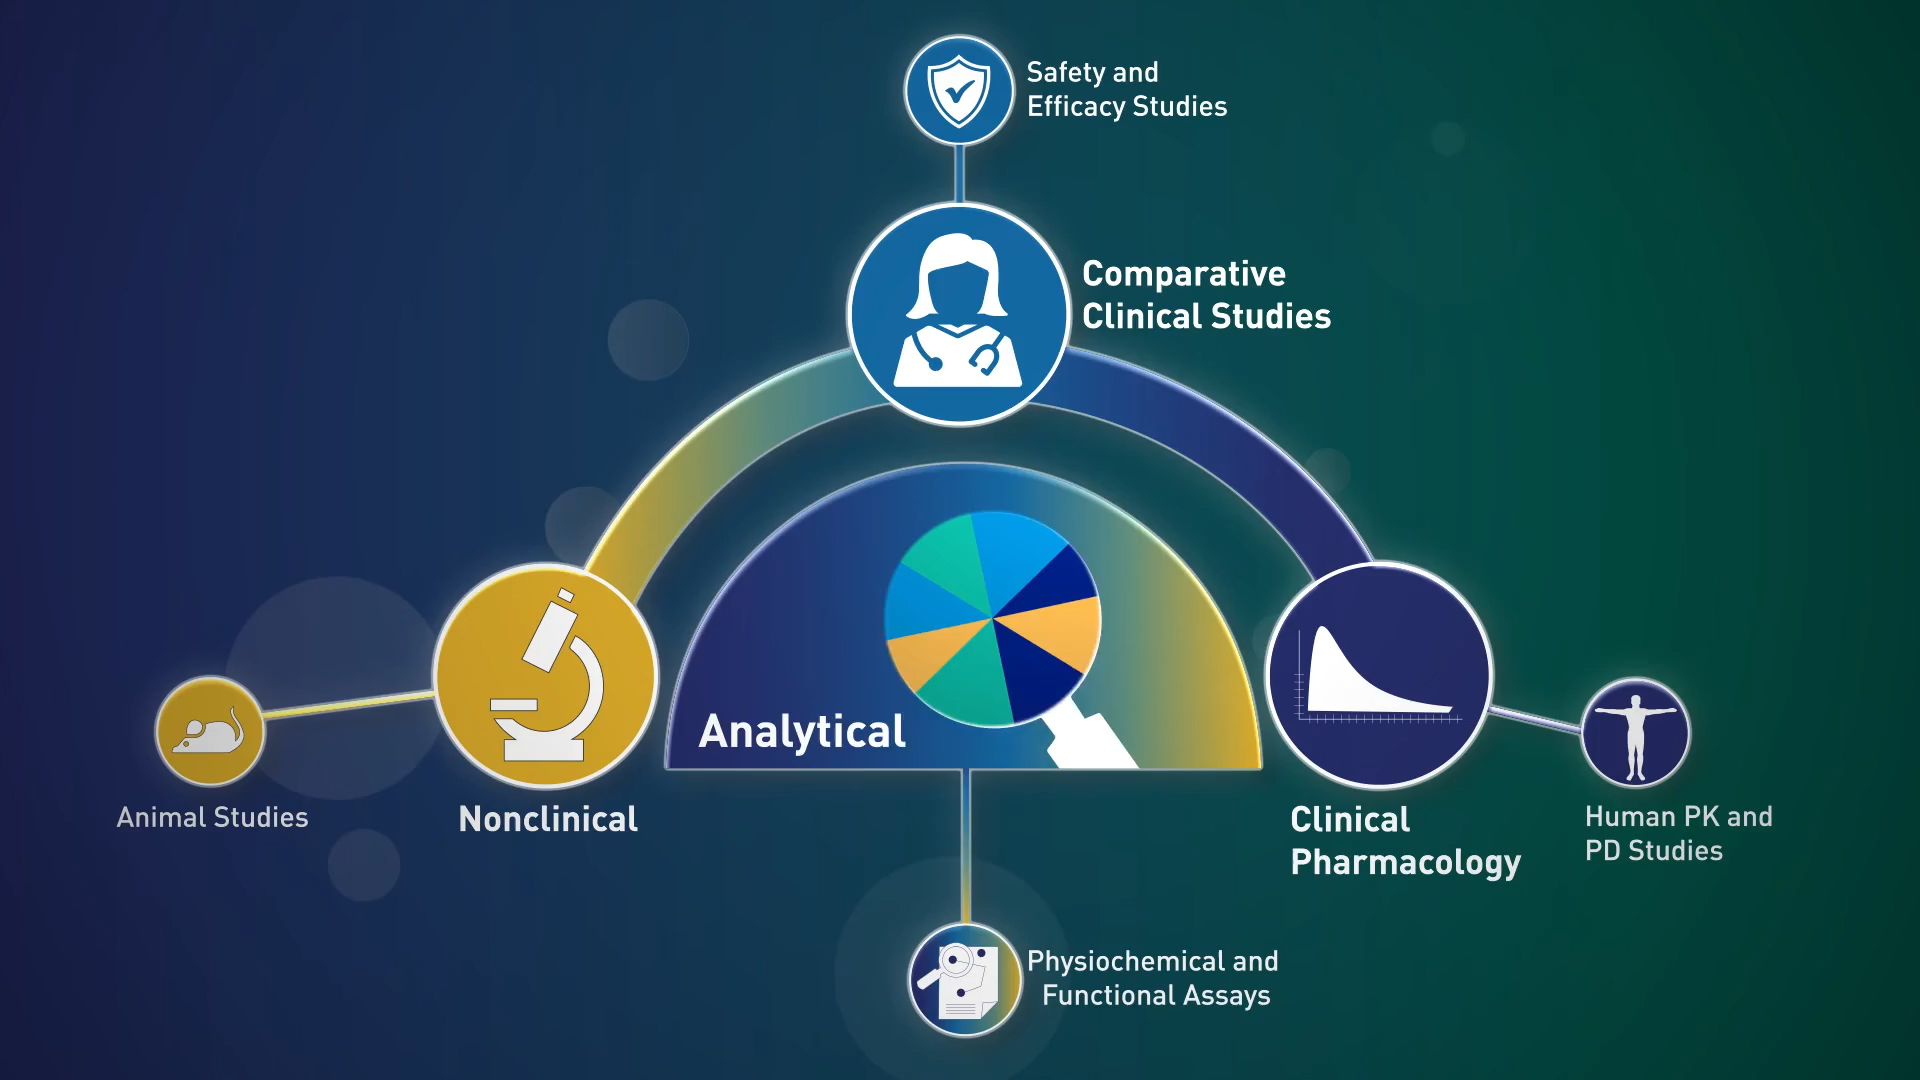 Safety and
Efficacy Studies
Comparative
Clinical Studies
Analytical
Animal Studies
Nonclinical
Clinical
Pharmacology
Human PK and
PD Studies
Physiochemical and
Functional Assays